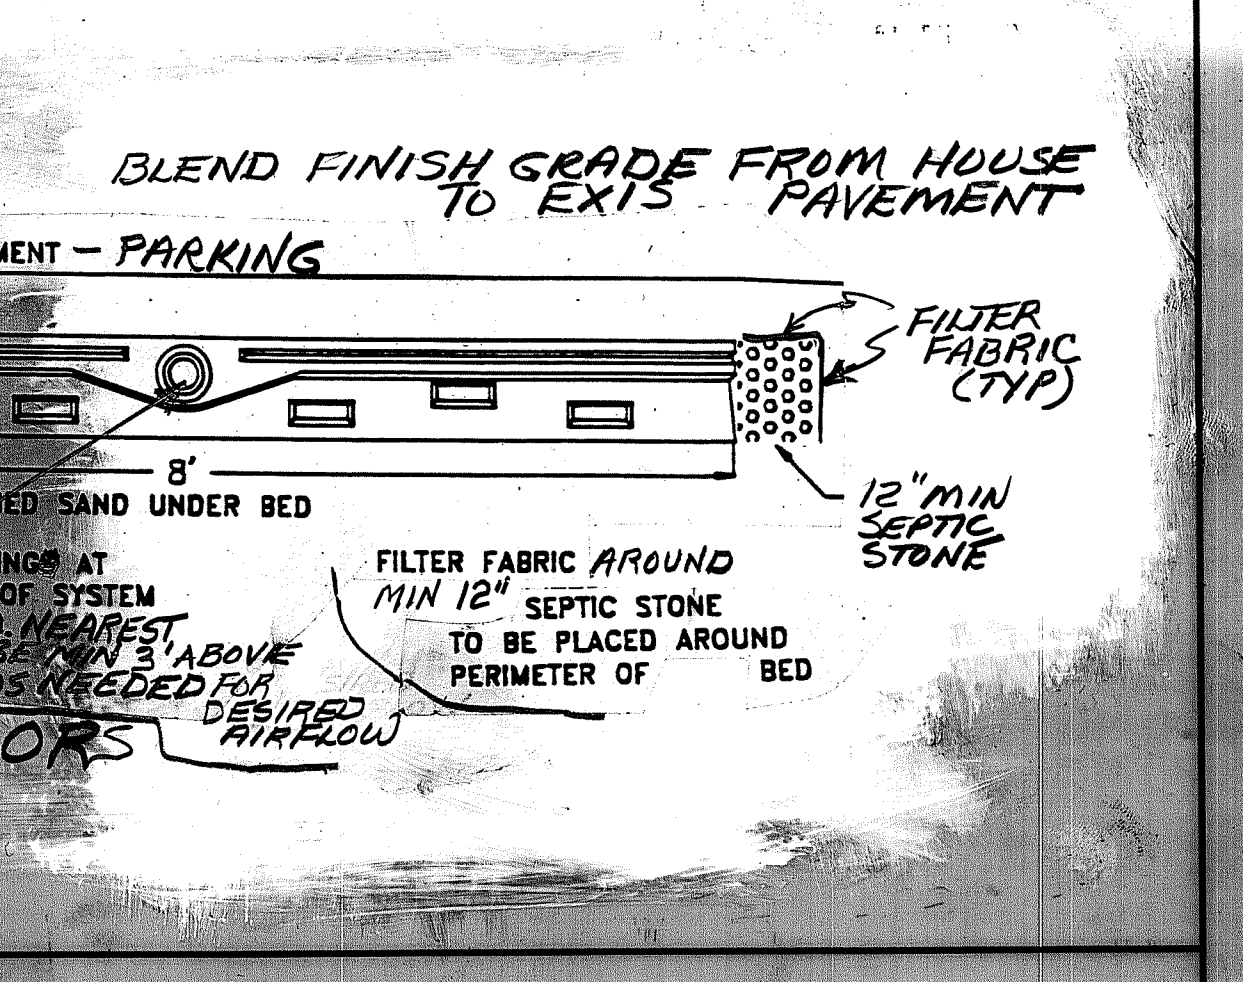 BLEND FINISH GRADE FROM HOUSE
TO EXIS PAVEMENT
MENT - PARKING
FILTER
FABRIC
(TYP)
8'
12" MIN
SEPTIC
STONE
SAND UNDER BED
AT
OF SYSTEM
NEAREST
BE MIN 3' ABOVE
AS NEEDED FOR
DESIRED
AIRFLOW
FILTER FABRIC AROUND
MIN 12" SEPTIC STONE
TO BE PLACED AROUND
PERIMETER OF BED